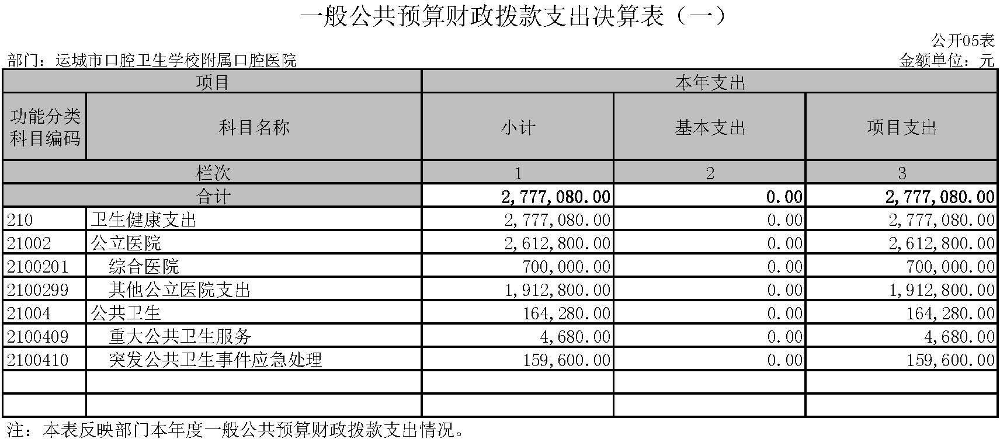 一般公共预算财政拨款支出决算表（一）
公开05表
部门：运城市口腔卫生学校附属口腔医院 金额单位：元
项目 本年支出
功能分类科目编码 科目名称 小计 基本支出 项目支出
栏次 1 2 3
合计 2,777,080.00 0.00 2,777,080.00
210 卫生健康支出 2,777,080.00 0.00 2,777,080.00
21002 公立医院 2,612,800.00 0.00 2,612,800.00
2100201 综合医院 700,000.00 0.00 700,000.00
2100299 其他公立医院支出 1,912,800.00 0.00 1,912,800.00
21004 公共卫生 164,280.00 0.00 164,280.00
2100409 重大公共卫生服务 4,680.00 0.00 4,680.00
2100410 突发公共卫生事件应急处理 159,600.00 0.00 159,600.00
注：本表反映部门本年度一般公共预算财政拨款支出情况。